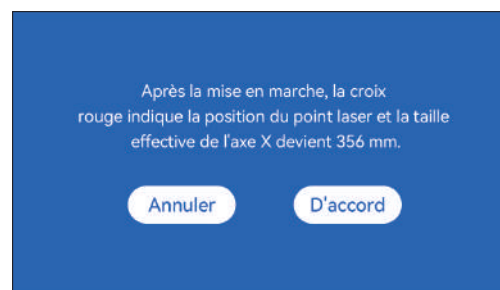 Après la mise en marche, la croix
rouge indique la position du point laser et la taille
effective de l'axe X devient 356 mm.
Annuler
D'accord